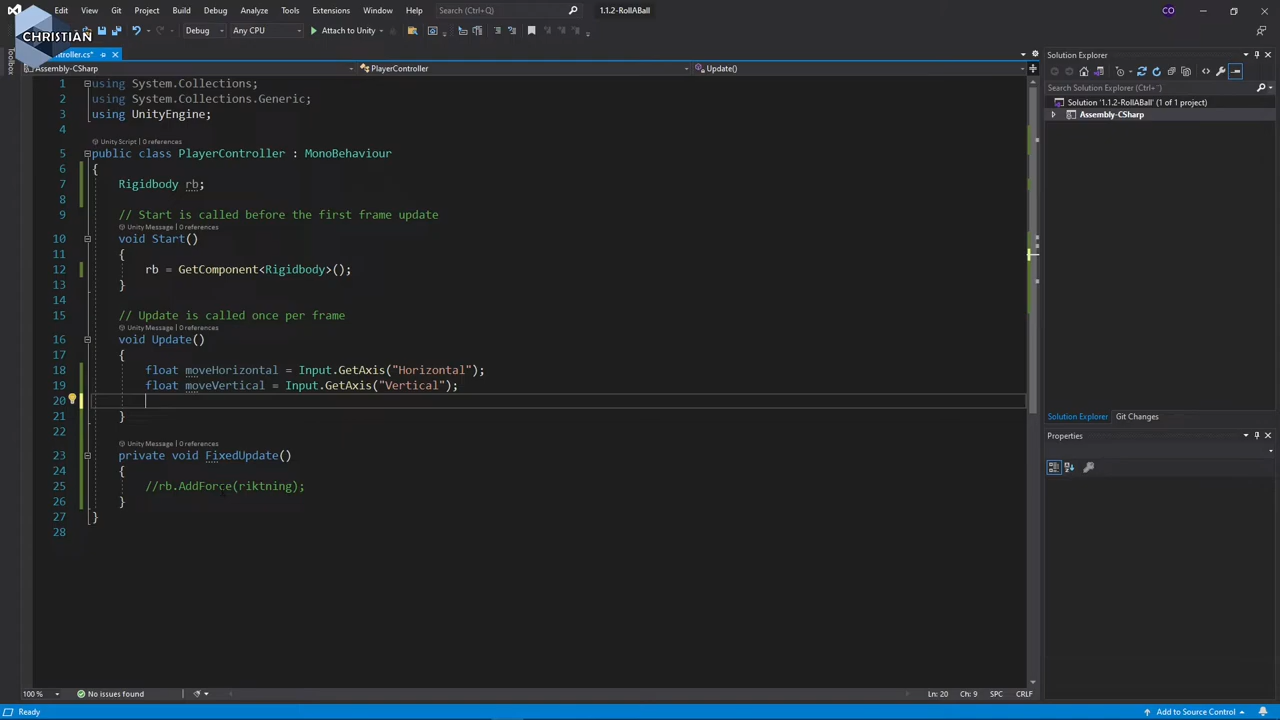 File Edit View Git Project Build Debug Analyze Tools Extensions Window Help Search (Ctrl+Q) 1.1.2-RollABall CO
Debug Any CPU Attach to Unity
CHRISTIAN
ntroller.cs*
Assembly-CSharp PlayerController Update()
Toolbox
1 using System.Collections;
2 using System.Collections.Generic;
3 using UnityEngine;
4
Unity Script | 0 references
5 public class PlayerController : MonoBehaviour
6 {
7 Rigidbody rb;
8
9 // Start is called before the first frame update
Unity Message | 0 references
10 void Start()
11 {
12 rb = GetComponent<Rigidbody>();
13 }
14
15 // Update is called once per frame
Unity Message | 0 references
16 void Update()
17 {
18 float moveHorizontal = Input.GetAxis("Horizontal");
19 float moveVertical = Input.GetAxis("Vertical");
20
21 }
22
Unity Message | 0 references
23 private void FixedUpdate()
24 {
25 //rb.AddForce(riktning);
26 }
27 }
28
100 % No issues found Ln: 20 Ch: 9 SPC CRLF
Solution Explorer
Search Solution Explorer (Ctrl+')
Solution '1.1.2-RollABall' (1 of 1 project)
Assembly-CSharp
Solution Explorer Git Changes
Properties
Ready Add to Source Control